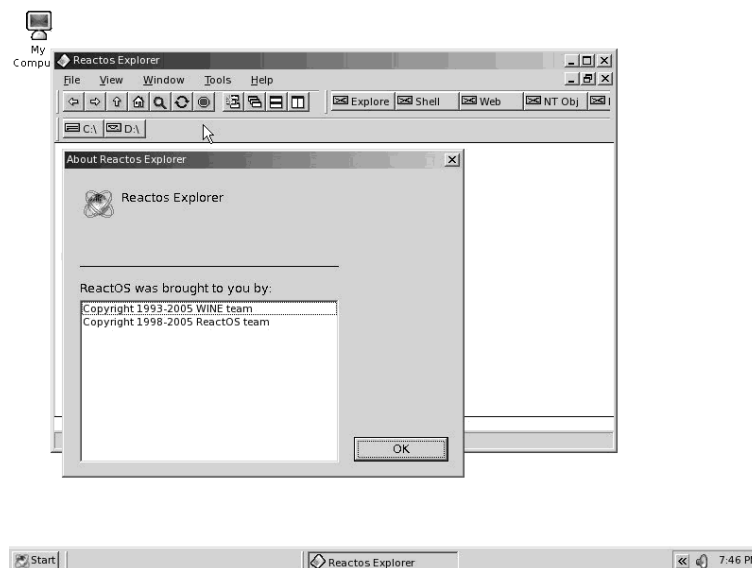 My
Compu
Reactos Explorer
File View Window Tools Help
Explore Shell Web NT Obj
C:\ D:\
About Reactos Explorer
Reactos Explorer
ReactOS was brought to you by:
Copyright 1993-2005 WINE team
Copyright 1998-2005 ReactOS team
OK
Start Reactos Explorer 7:46 PM